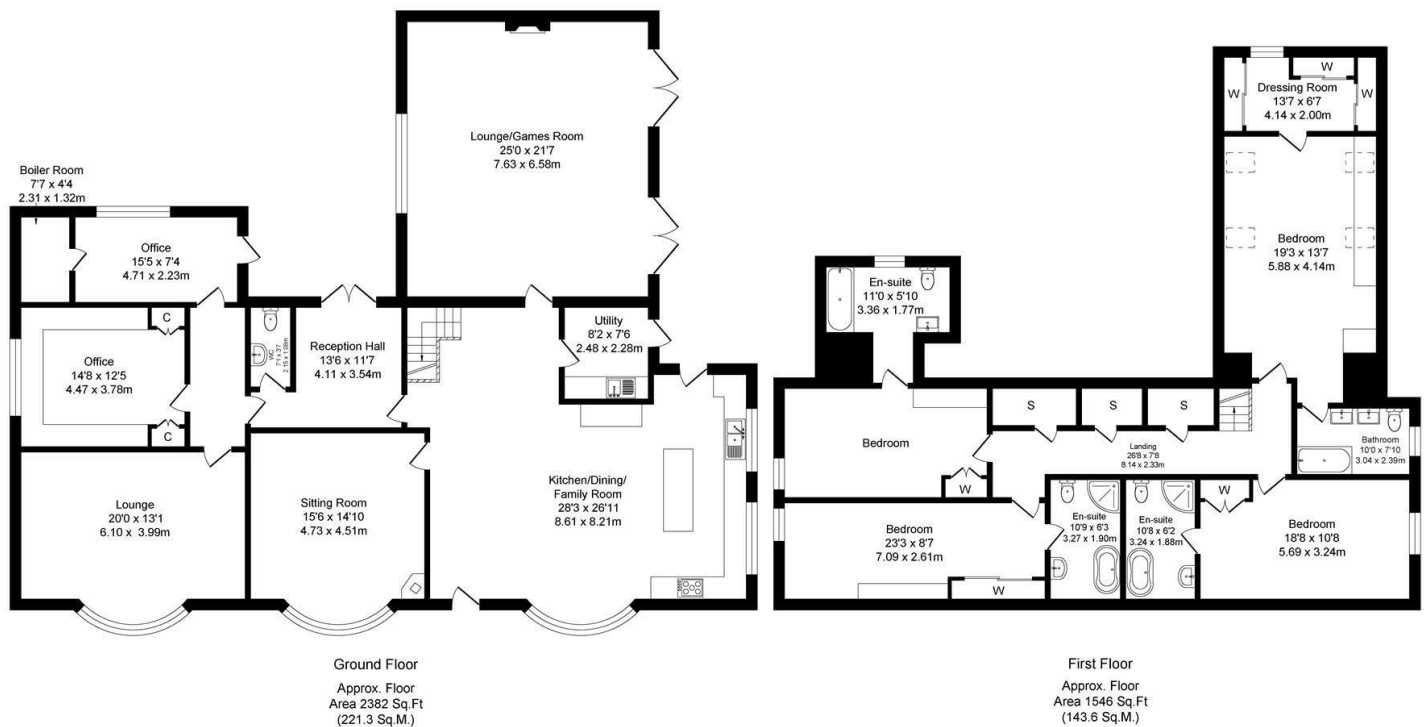 Lounge/Games Room
25'0 x 21'7
7.63 x 6.58m
Boiler Room
7'7 x 4'4
2.31 x 1.32m
Office
15'5 x 7'4
4.71 x 2.23m
C
Office
14'8 x 12'5
4.47 x 3.78m
C
WC
7'1 x 3'7
2.15 x 1.08m
Reception Hall
13'6 x 11'7
4.11 x 3.54m
Utility
8'2 x 7'6
2.48 x 2.28m
Lounge
20'0 x 13'1
6.10 x 3.99m
Sitting Room
15'6 x 14'10
4.73 x 4.51m
Kitchen/Dining/
Family Room
28'3 x 26'11
8.61 x 8.21m
Ground Floor
Approx. Floor
Area 2382 Sq.Ft
(221.3 Sq.M.)
W
W
W
Dressing Room
13'7 x 6'7
4.14 x 2.00m
Bedroom
19'3 x 13'7
5.88 x 4.14m
En-suite
11'0 x 5'10
3.36 x 1.77m
Bedroom
W
S
S
S
Landing
26'8 x 7'8
8.14 x 2.33m
Bathroom
10'0 x 7'10
3.04 x 2.39m
Bedroom
23'3 x 8'7
7.09 x 2.61m
W
En-suite
10'9 x 6'3
3.27 x 1.90m
En-suite
10'8 x 6'2
3.24 x 1.88m
W
Bedroom
18'8 x 10'8
5.69 x 3.24m
First Floor
Approx. Floor
Area 1546 Sq.Ft
(143.6 Sq.M.)